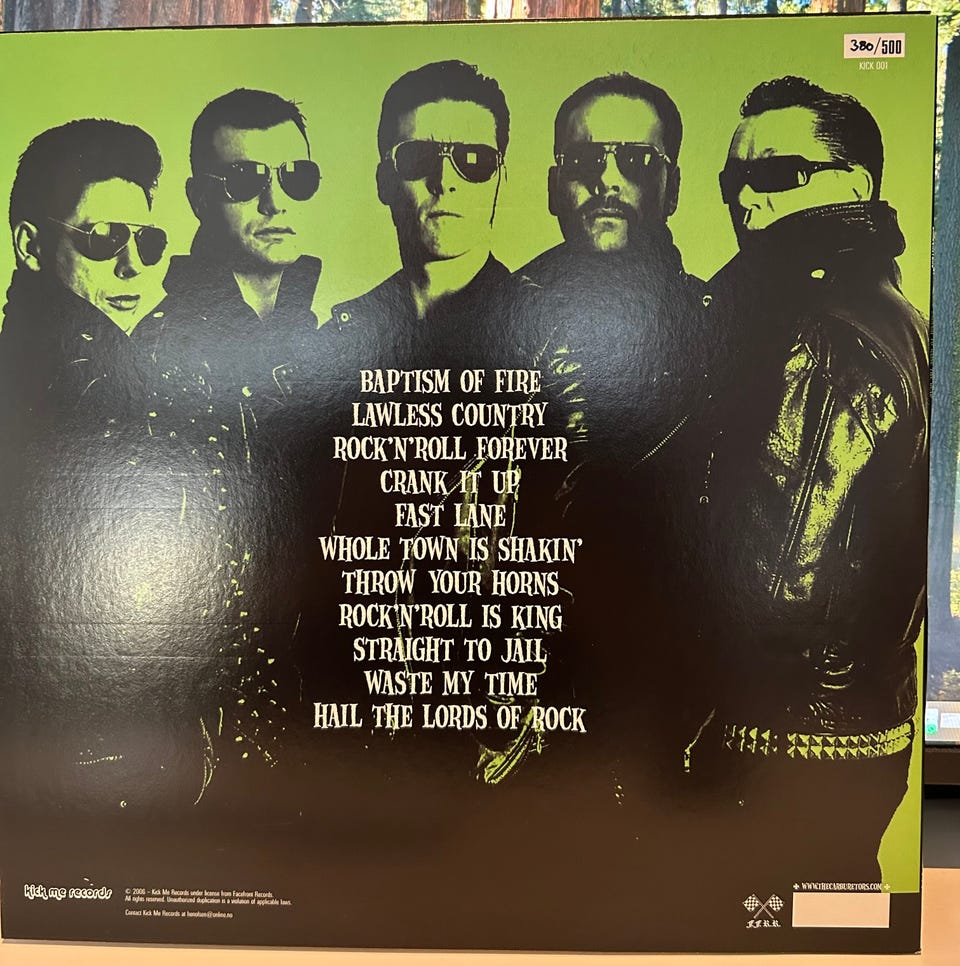 380/500
KICK 001
BAPTISM OF FIRE
LAWLESS COUNTRY
ROCK'N'ROLL FOREVER
CRANK IT UP
FAST LANE
WHOLE TOWN IS SHAKIN'
THROW YOUR HORNS
ROCK'N'ROLL IS KING
STRAIGHT TO JAIL
WASTE MY TIME
HAIL THE LORDS OF ROCK
kick me records
© 2006 – Kick Me Records under license from Facefront Records.
All rights reserved. Unauthorized duplication is a violation of applicable laws.
Contact Kick Me Records at honolsen@online.no
WWW.THECARBURETORS.COM
F.F.R.R.